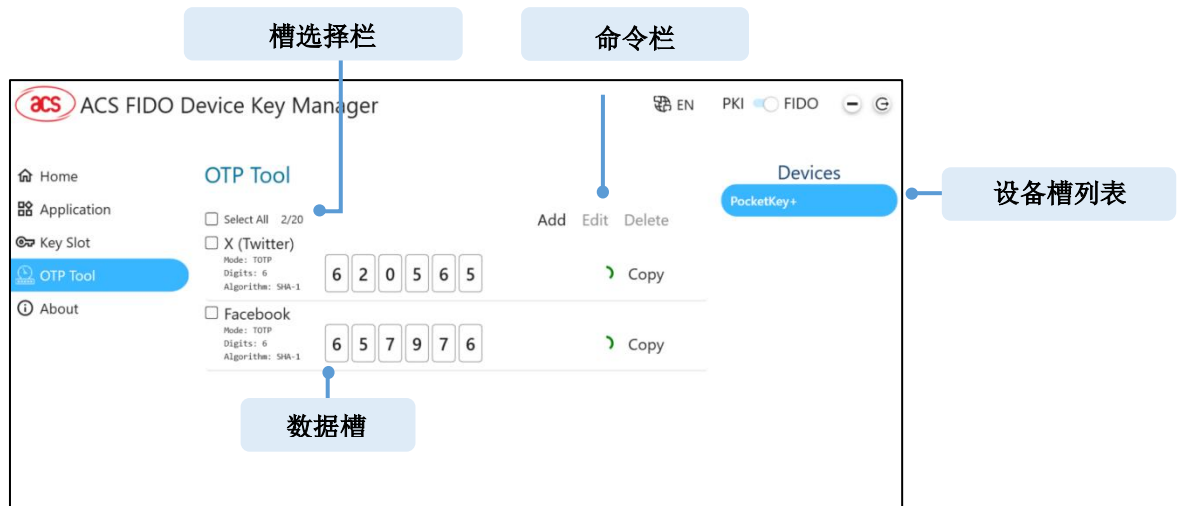 槽选择栏
命令栏
acs ACS FIDO Device Key Manager
EN PKI FIDO
Home
Application
Key Slot
OTP Tool
About
OTP Tool
Select All 2/20
Add Edit Delete
X (Twitter)
Mode: TOTP
Digits: 6
Algorithm: SHA-1
6 2 0 5 6 5
Copy
Facebook
Mode: TOTP
Digits: 6
Algorithm: SHA-1
6 5 7 9 7 6
Copy
数据槽
Devices
PocketKey+
设备槽列表